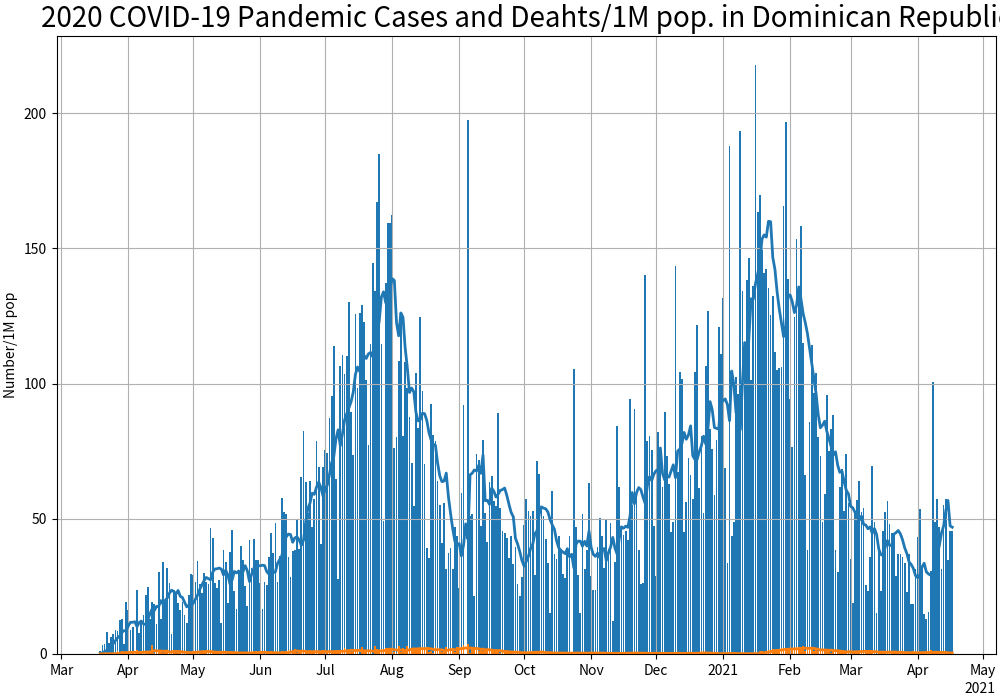 2020 COVID-19 Pandemic Cases and Deahts/1M pop. in Dominican Republi
Number/1M pop
200
150
100
50
0
Mar Apr May Jun Jul Aug Sep Oct Nov Dec 2021 Feb Mar Apr May
2021